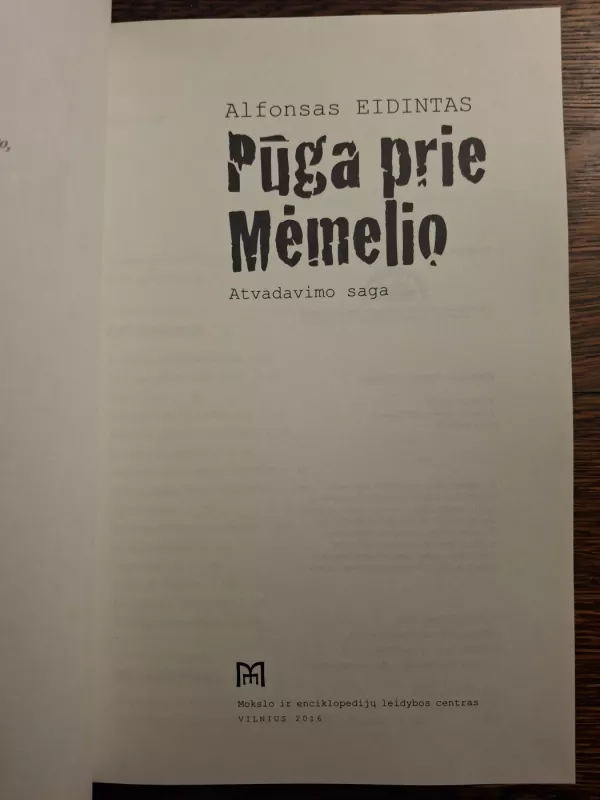 Alfonsas EIDINTAS
Pūga prie
Mėmelio
Atvadavimo saga
Mokslo ir enciklopedijų leidybos centras
VILNIUS 2016